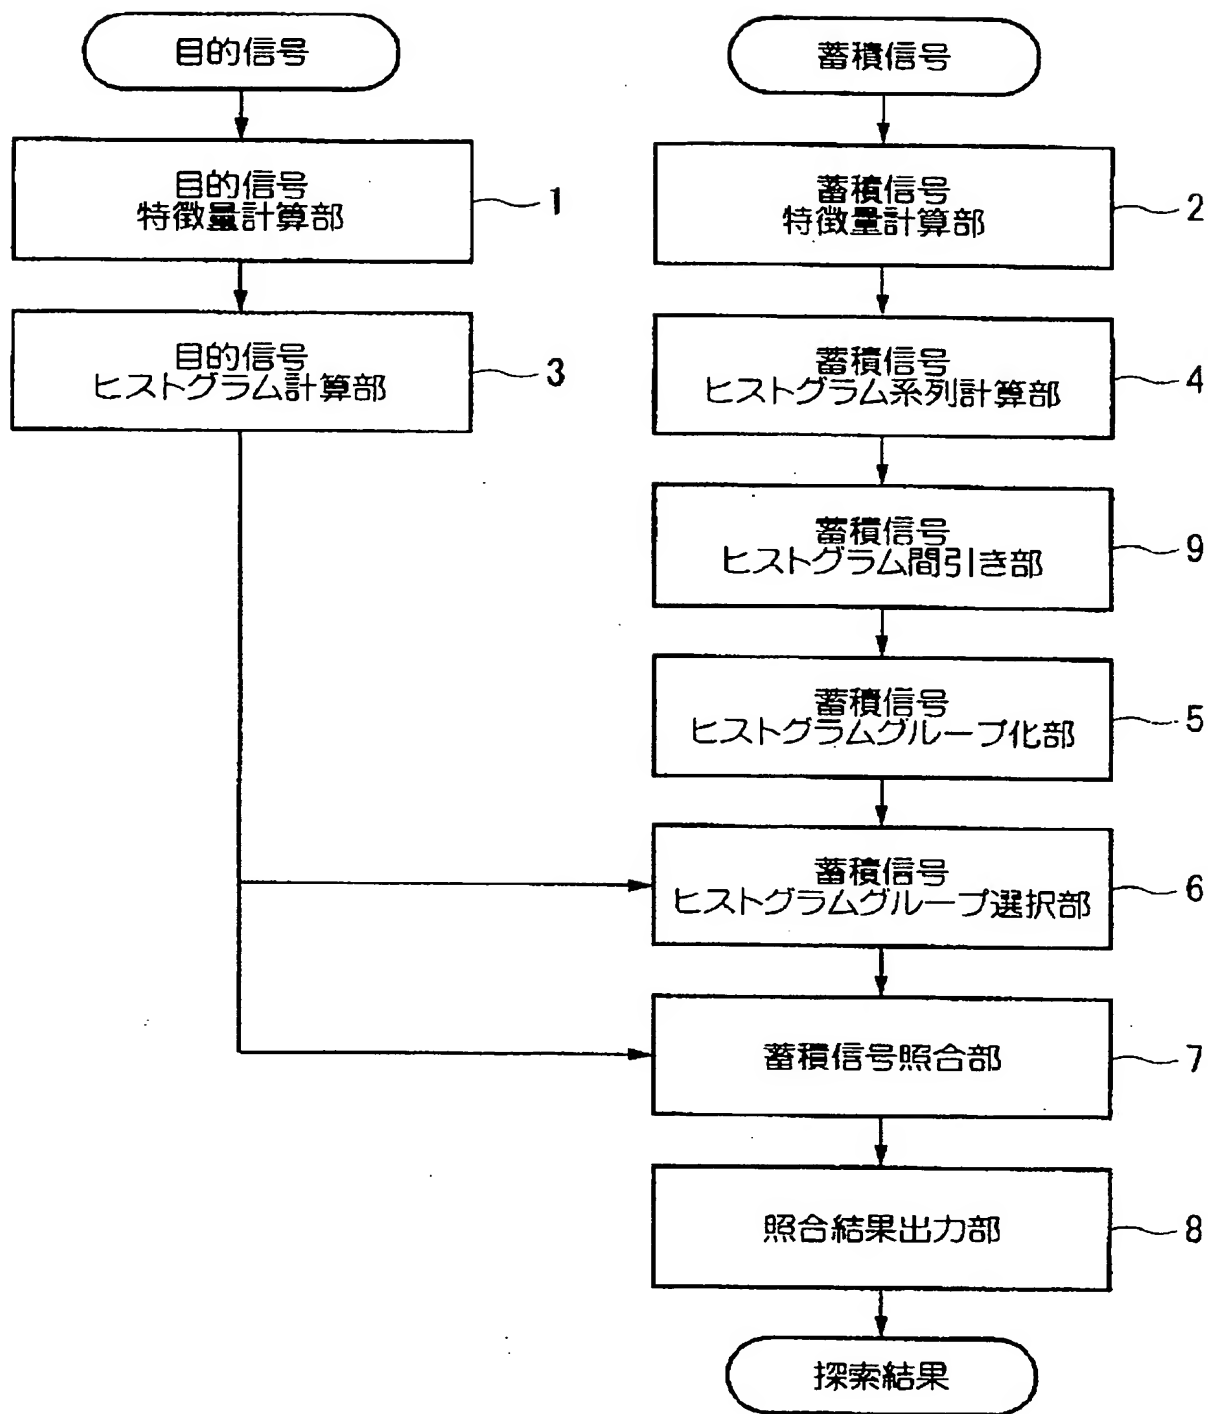 目的信号
目的信号
特徴量計算部
1
目的信号
ヒストグラム計算部
3
蓄積信号
蓄積信号
特徴量計算部
2
蓄積信号
ヒストグラム系列計算部
4
蓄積信号
ヒストグラム間引き部
9
蓄積信号
ヒストグラムグループ化部
5
蓄積信号
ヒストグラムグループ選択部
6
蓄積信号照合部
7
照合結果出力部
8
探索結果